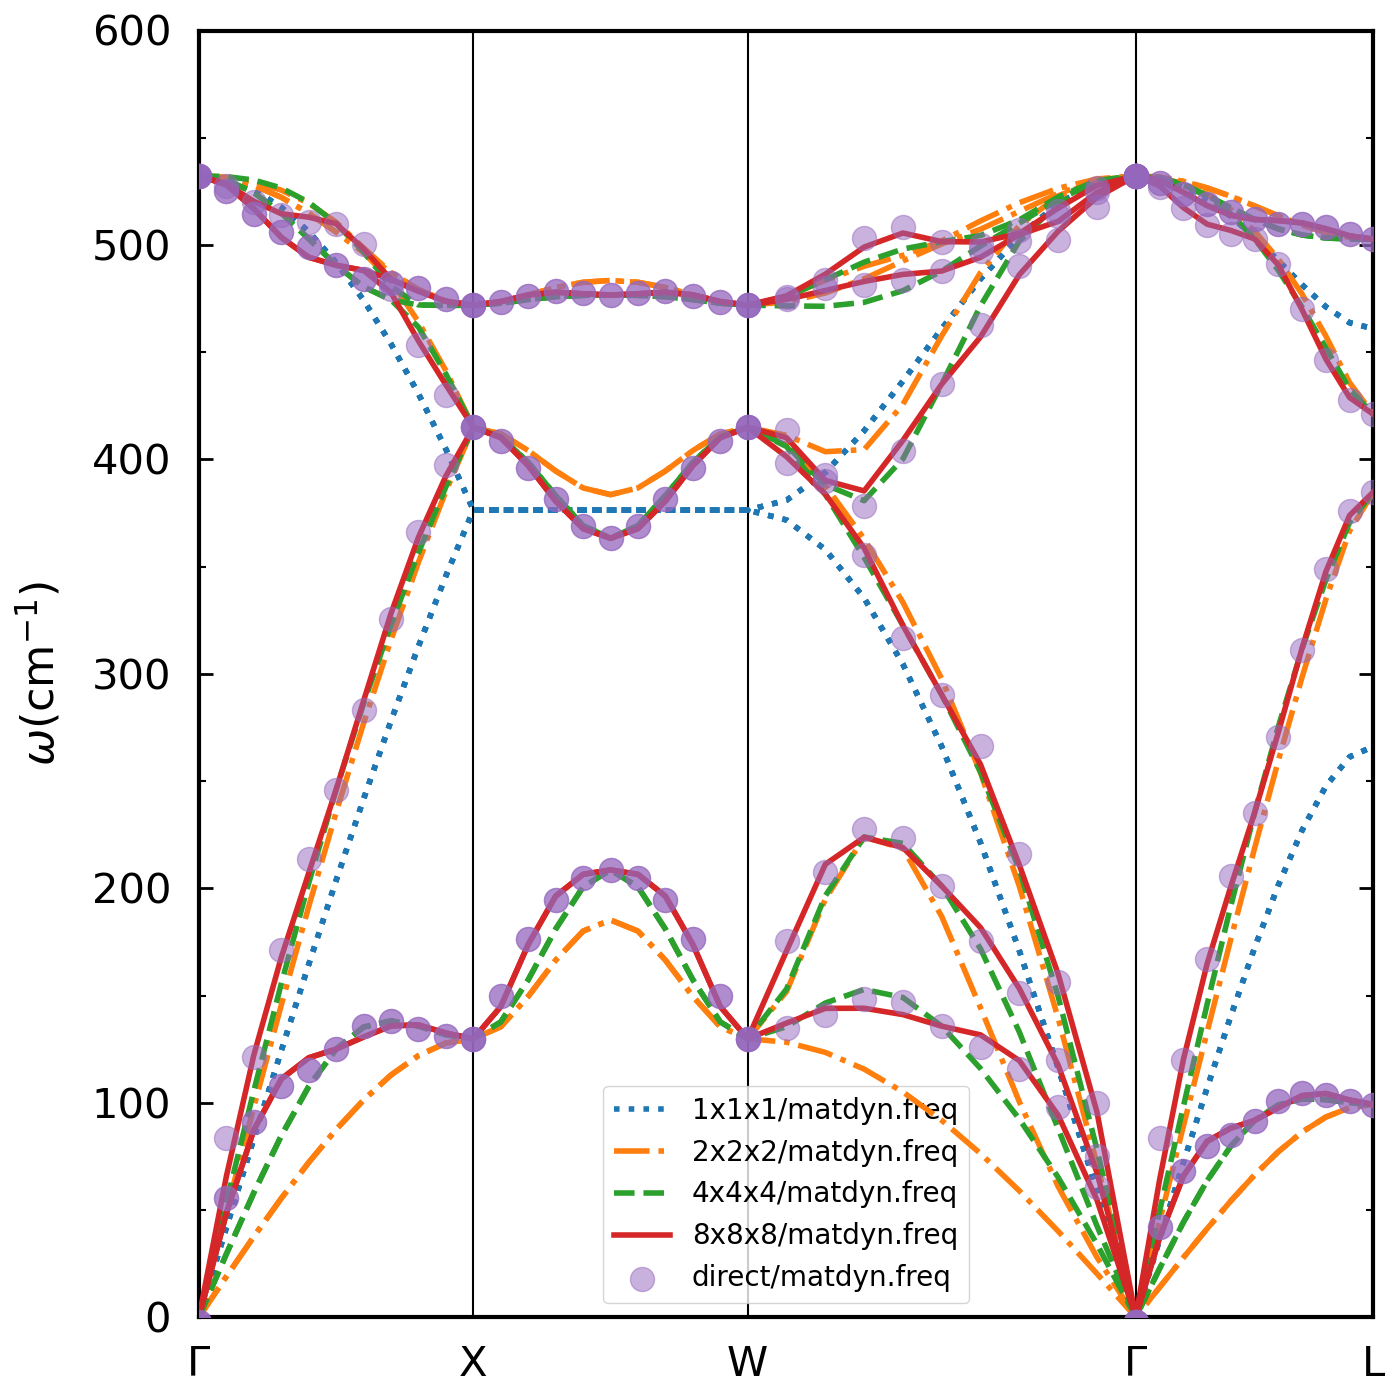 600
500
400
300
200
100
0
ω(cm⁻¹)
Γ
X
W
Γ
L
1x1x1/matdyn.freq
2x2x2/matdyn.freq
4x4x4/matdyn.freq
8x8x8/matdyn.freq
direct/matdyn.freq